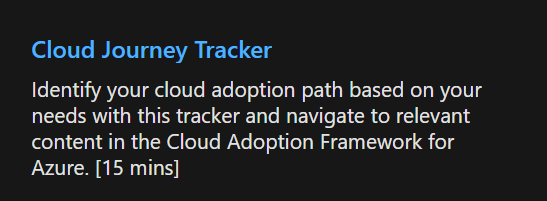 Cloud Journey Tracker
Identify your cloud adoption path based on your
needs with this tracker and navigate to relevant
content in the Cloud Adoption Framework for
Azure. [15 mins]